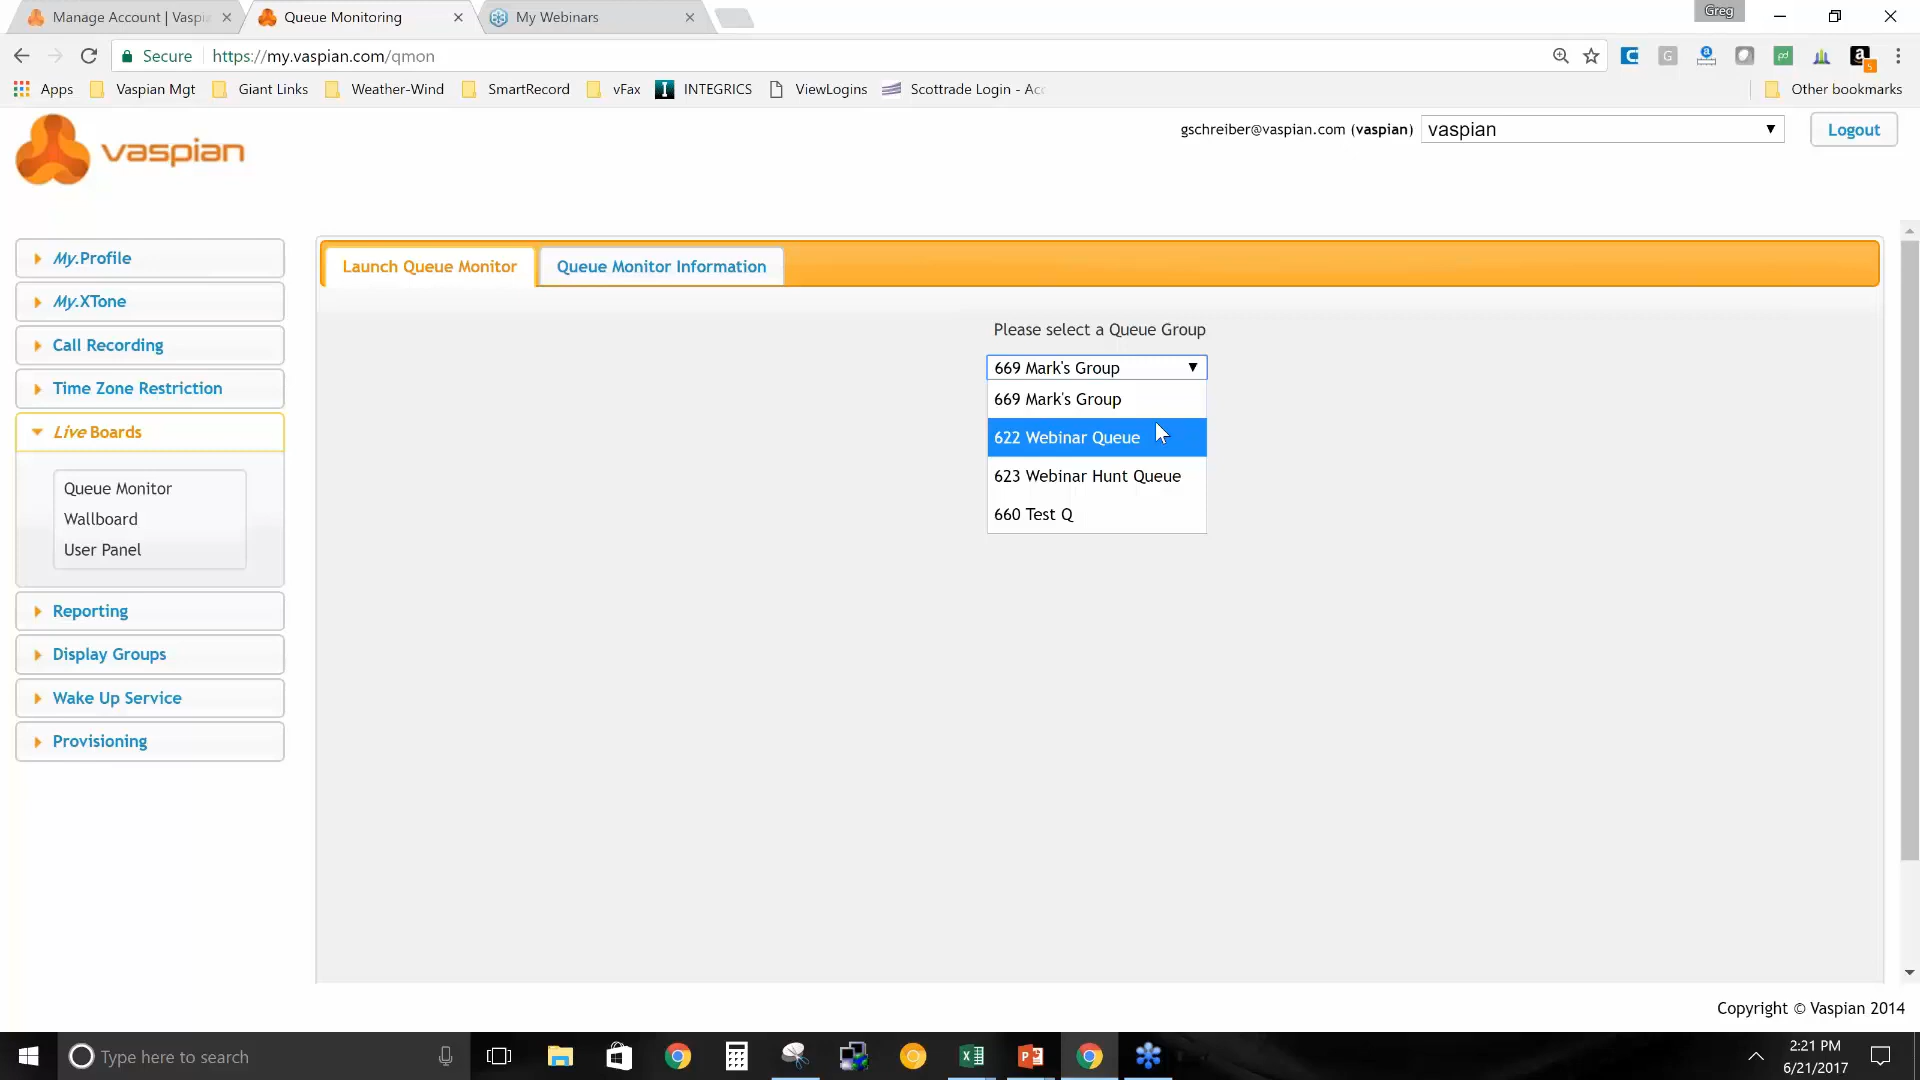 Manage Account | Vaspi
Queue Monitoring
My Webinars
Greg
Secure
https://my.vaspian.com/qmon
Apps
Vaspian Mgt
Giant Links
Weather-Wind
SmartRecord
vFax
INTEGRICS
ViewLogins
Scottrade Login - Acc
Other bookmarks
vaspian
gschreiber@vaspian.com (vaspian)
vaspian
Logout
My.Profile
My.XTone
Call Recording
Time Zone Restriction
Live Boards
Queue Monitor
Wallboard
User Panel
Reporting
Display Groups
Wake Up Service
Provisioning
Launch Queue Monitor
Queue Monitor Information
Please select a Queue Group
669 Mark's Group
669 Mark's Group
622 Webinar Queue
623 Webinar Hunt Queue
660 Test Q
Copyright © Vaspian 2014
Type here to search
2:21 PM
6/21/2017